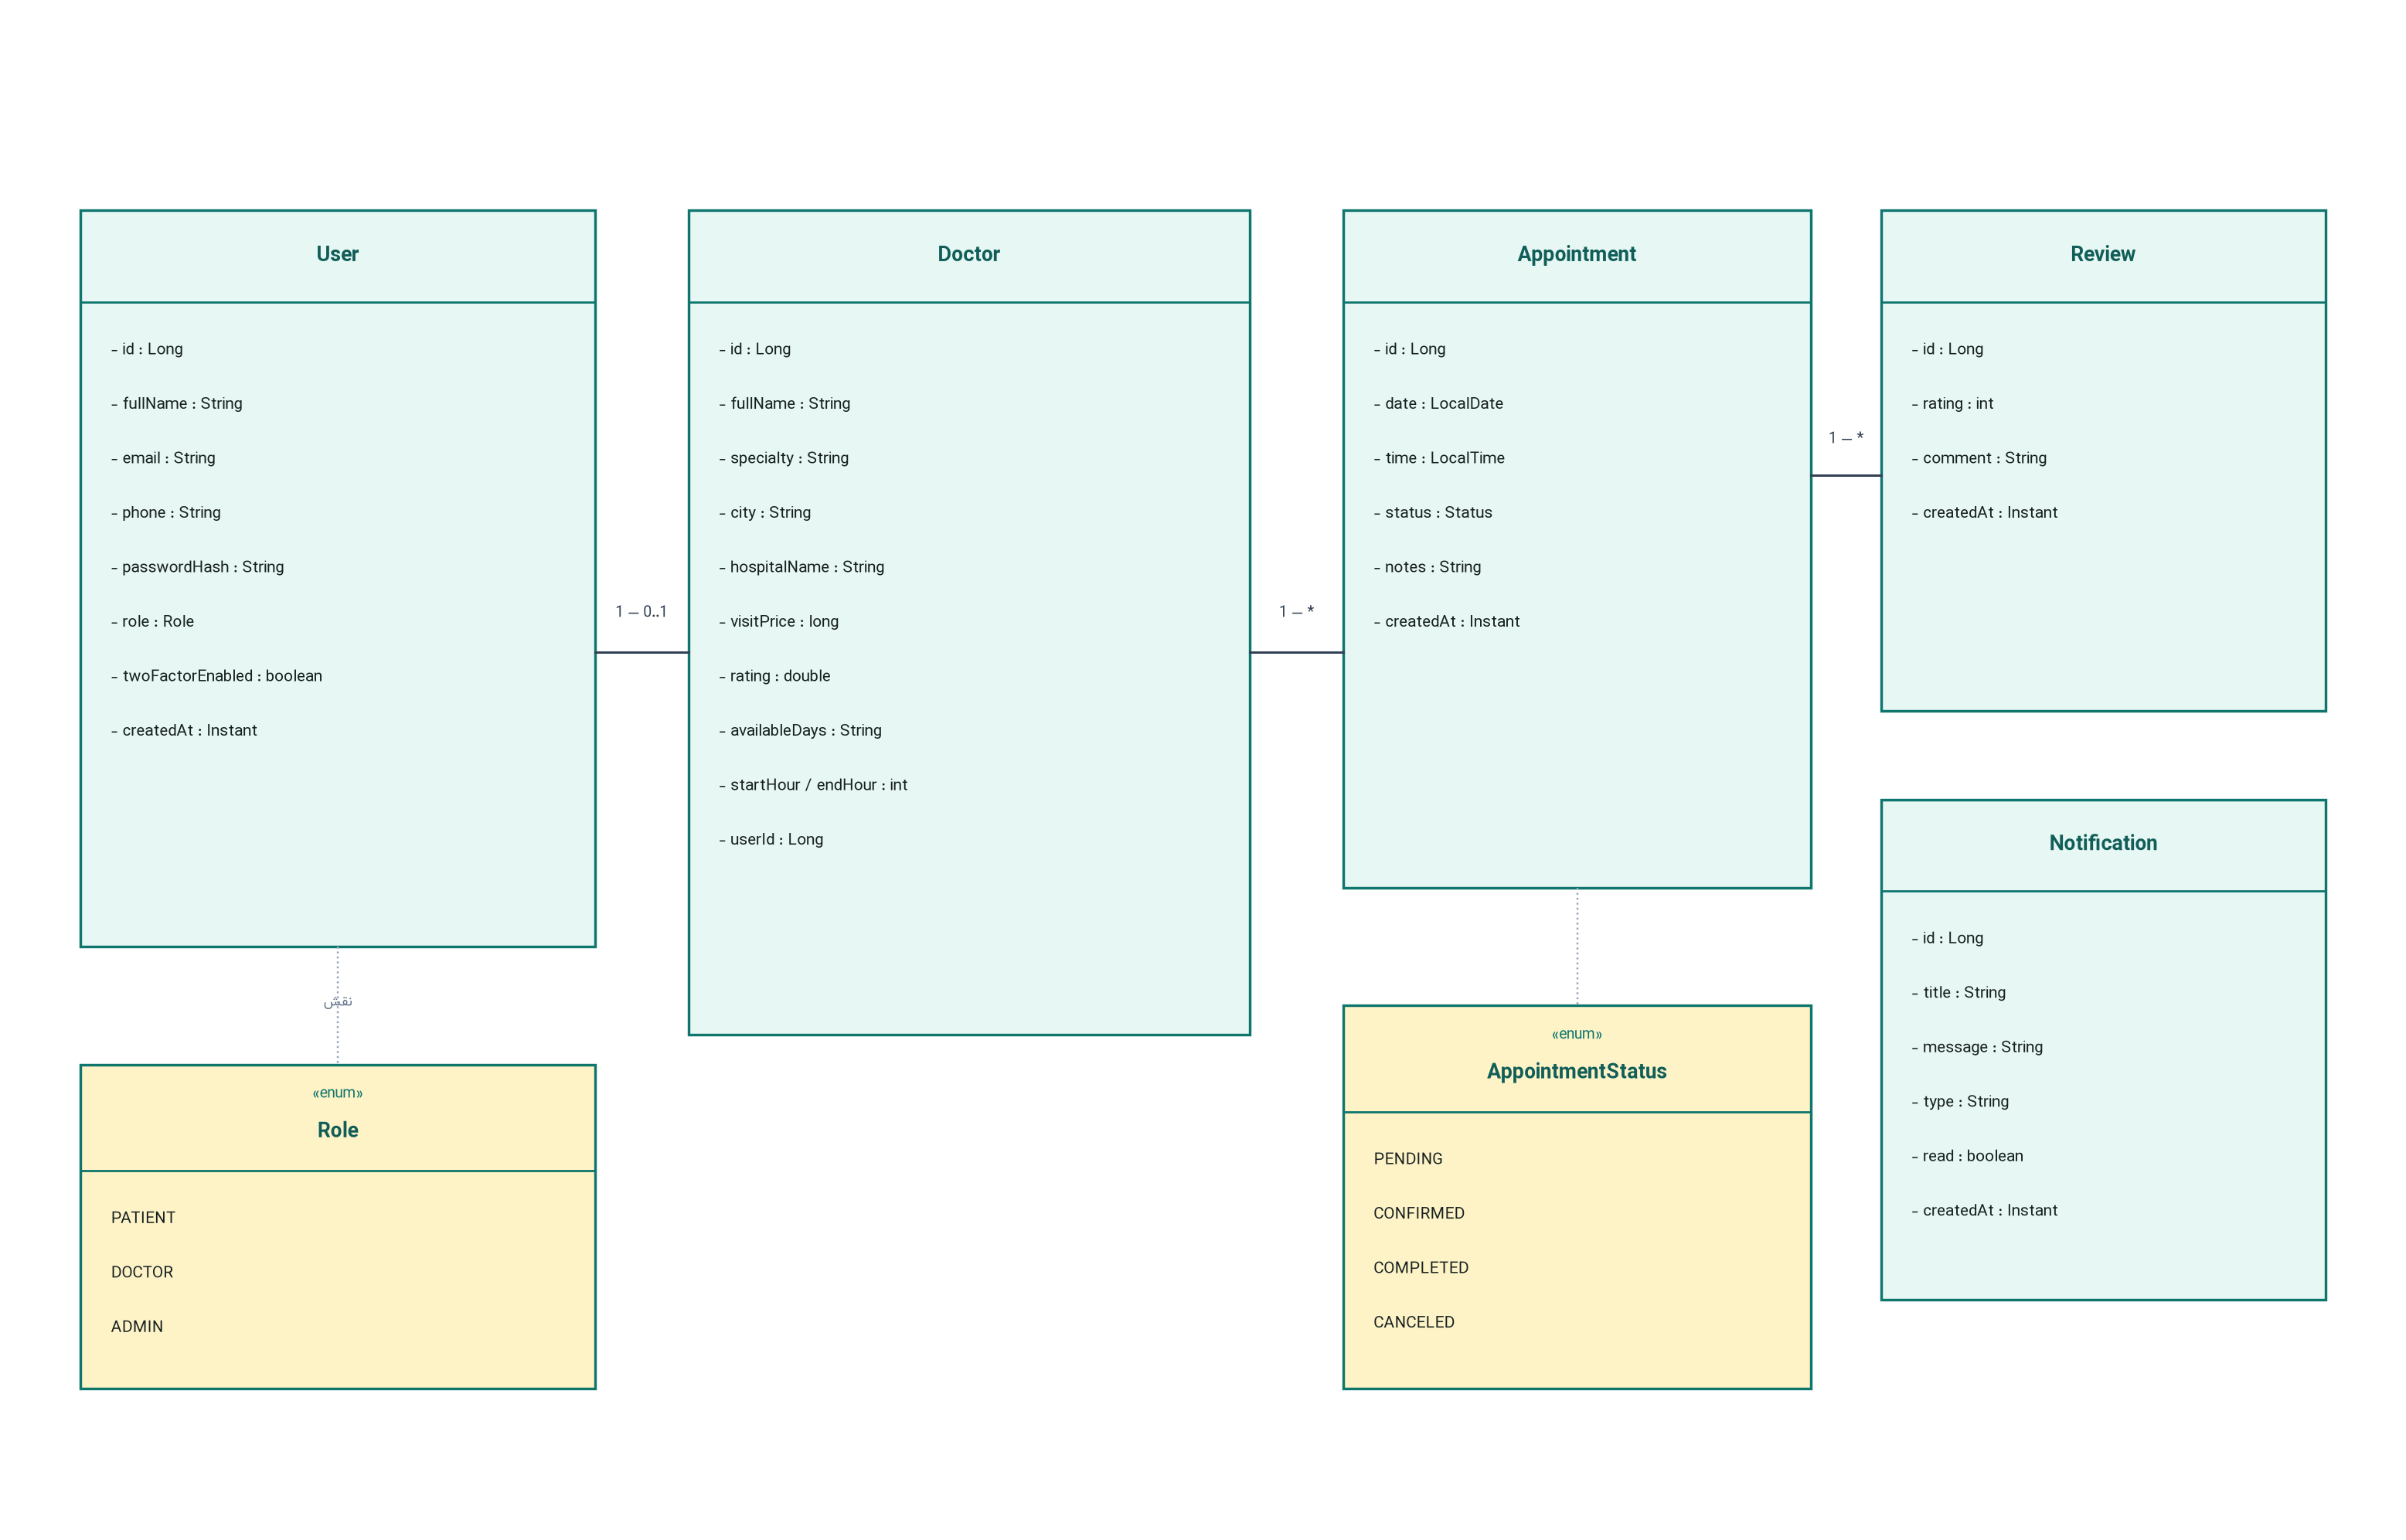 User
- id : Long
- fullName : String
- email : String
- phone : String
- passwordHash : String
- role : Role
- twoFactorEnabled : boolean
- createdAt : Instant
1 — 0..1
Doctor
- id : Long
- fullName : String
- specialty : String
- city : String
- hospitalName : String
- visitPrice : long
- rating : double
- availableDays : String
- startHour / endHour : int
- userId : Long
1 — *
Appointment
- id : Long
- date : LocalDate
- time : LocalTime
- status : Status
- notes : String
- createdAt : Instant
1 — *
Review
- id : Long
- rating : int
- comment : String
- createdAt : Instant
Notification
- id : Long
- title : String
- message : String
- type : String
- read : boolean
- createdAt : Instant
نقش
«enum»
Role
PATIENT
DOCTOR
ADMIN
«enum»
AppointmentStatus
PENDING
CONFIRMED
COMPLETED
CANCELED